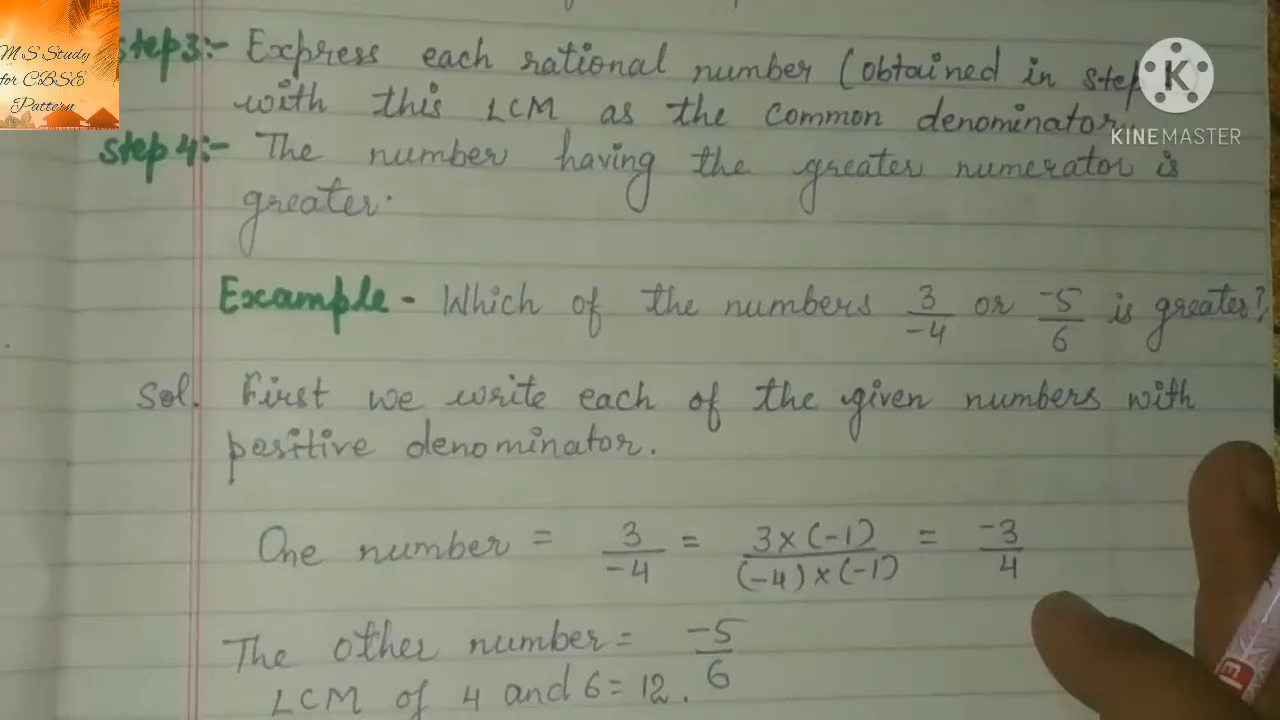 M S Study
for CBSE
Pattern
KINEMASTER
Step 3:- Express each rational number (obtained in step
with this LCM as the common denominator.
Step 4:- The number having the greater numerator is
greater.
Example - Which of the numbers 3/-4 or -5/6 is greater?
Sol. First we write each of the given numbers with
positive denominator.
One number = 3/-4 = 3×(-1)/(-4)×(-1) = -3/4
The other number = -5/6
LCM of 4 and 6 = 12.